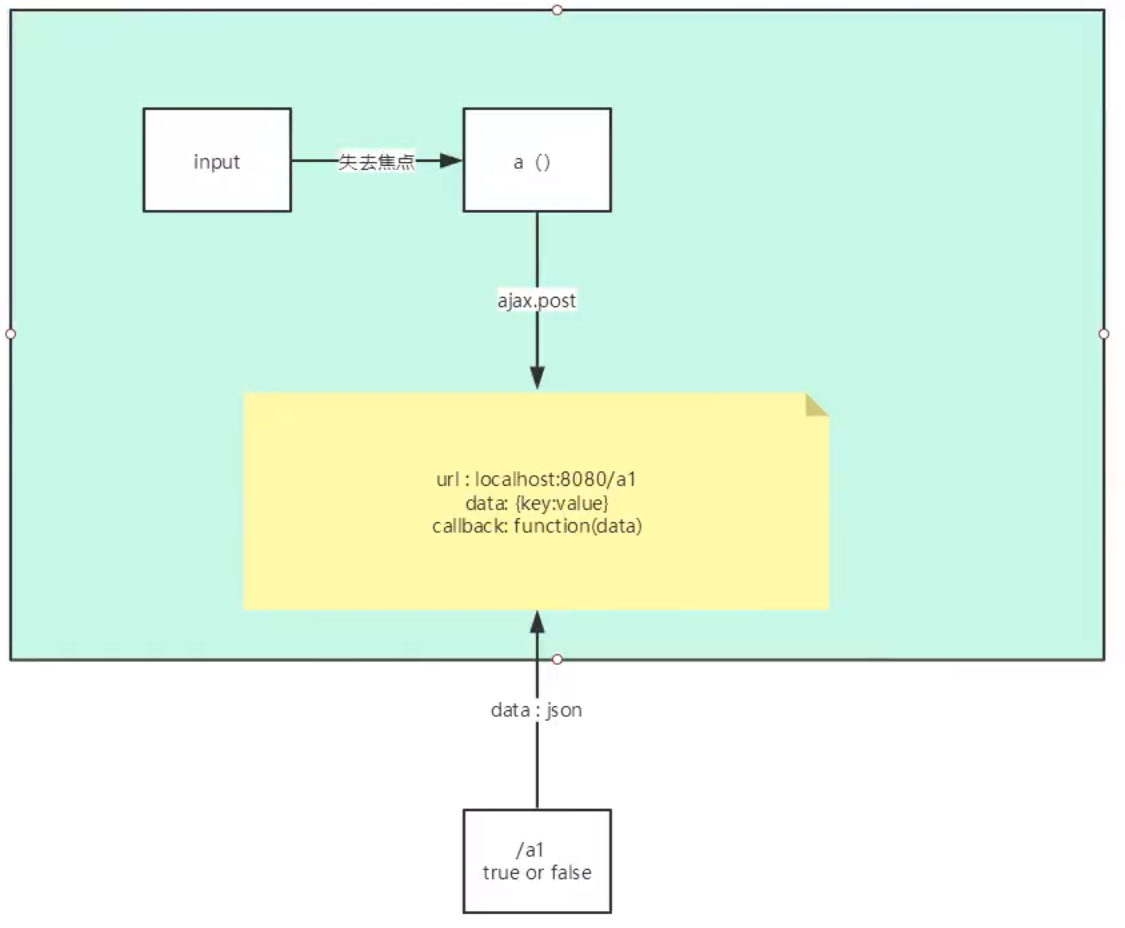 input
失去焦点
a（）
ajax.post
url : localhost:8080/a1
data: {key:value}
callback: function(data)
data : json
/a1
true or false